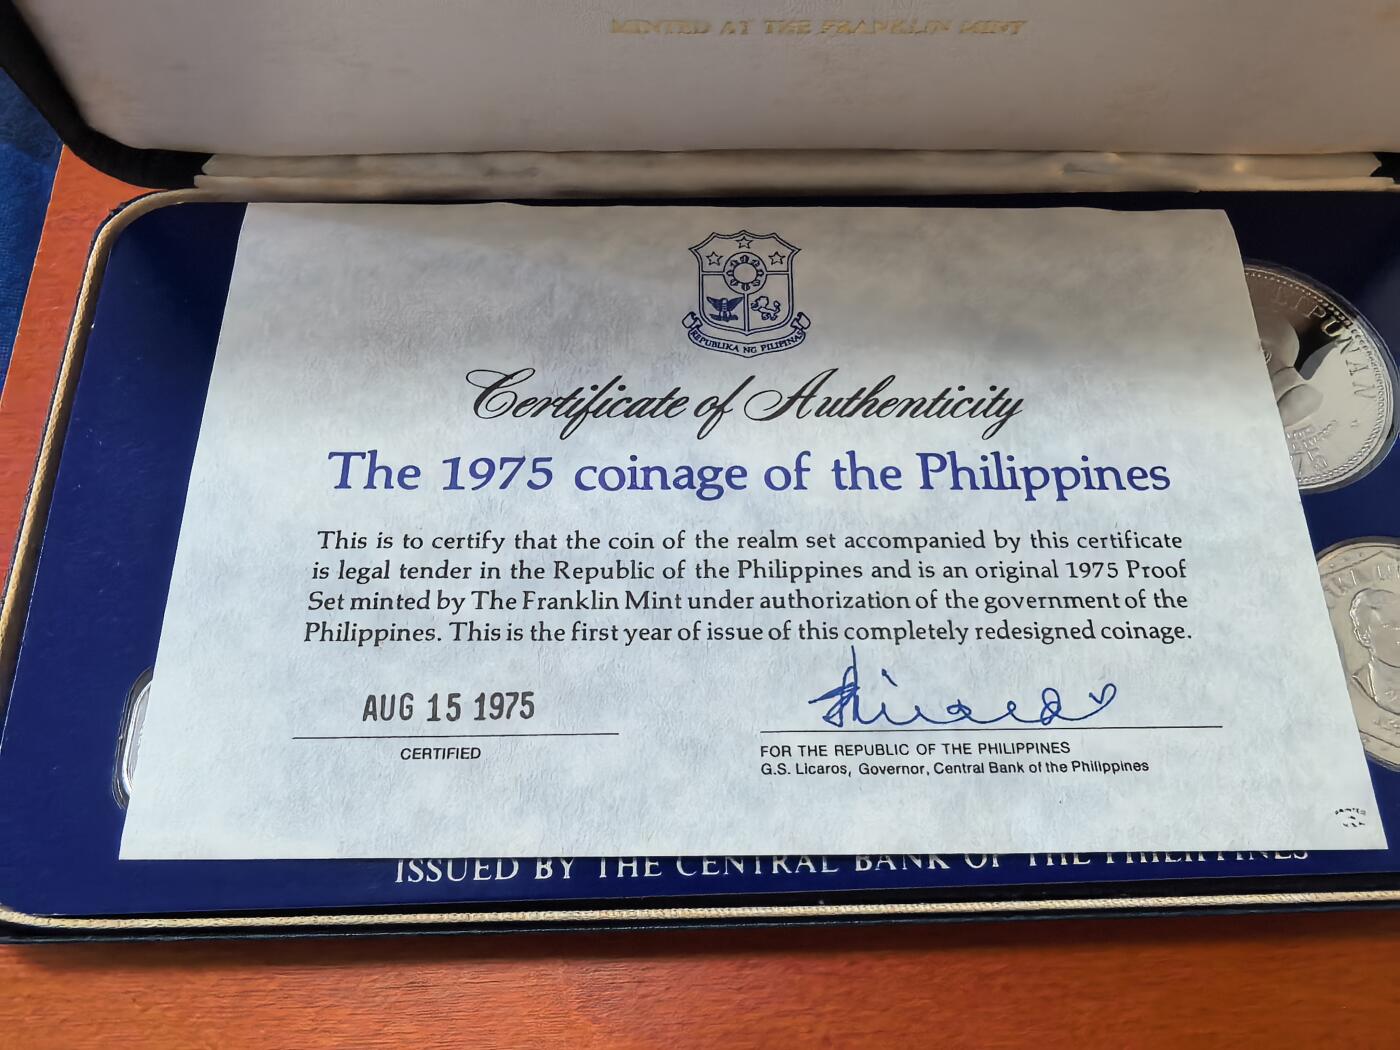 MINTED AT THE FRANKLIN MINT
REPUBLIKA NG PILIPINAS
Certificate of Authenticity
The 1975 coinage of the Philippines
This is to certify that the coin of the realm set accompanied by this certificate
is legal tender in the Republic of the Philippines and is an original 1975 Proof
Set minted by The Franklin Mint under authorization of the government of the
Philippines. This is the first year of issue of this completely redesigned coinage.
AUG 15 1975
CERTIFIED
FOR THE REPUBLIC OF THE PHILIPPINES
G.S. Licaros, Governor, Central Bank of the Philippines
PRINTED
IN
U.S.A.
ISSUED BY THE CENTRAL BANK OF THE PHILIPPINES